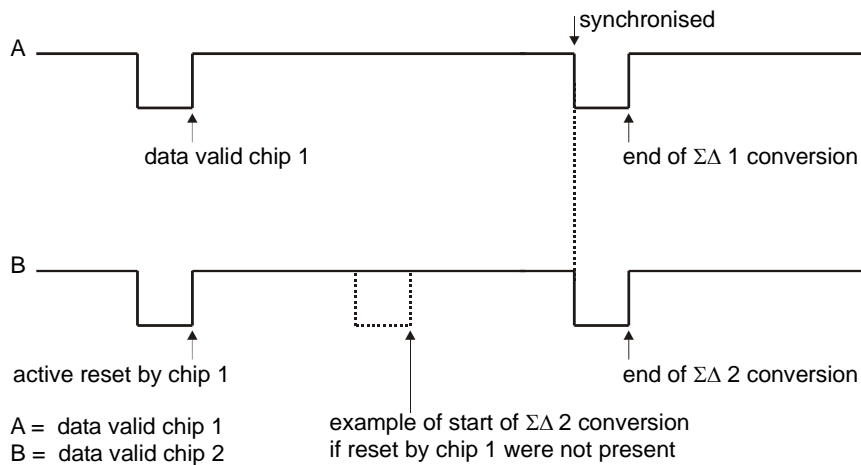 synchronised
A
data valid chip 1
end of ΣΔ 1 conversion
B
active reset by chip 1
end of ΣΔ 2 conversion
example of start of ΣΔ 2 conversion
if reset by chip 1 were not present
A = data valid chip 1
B = data valid chip 2